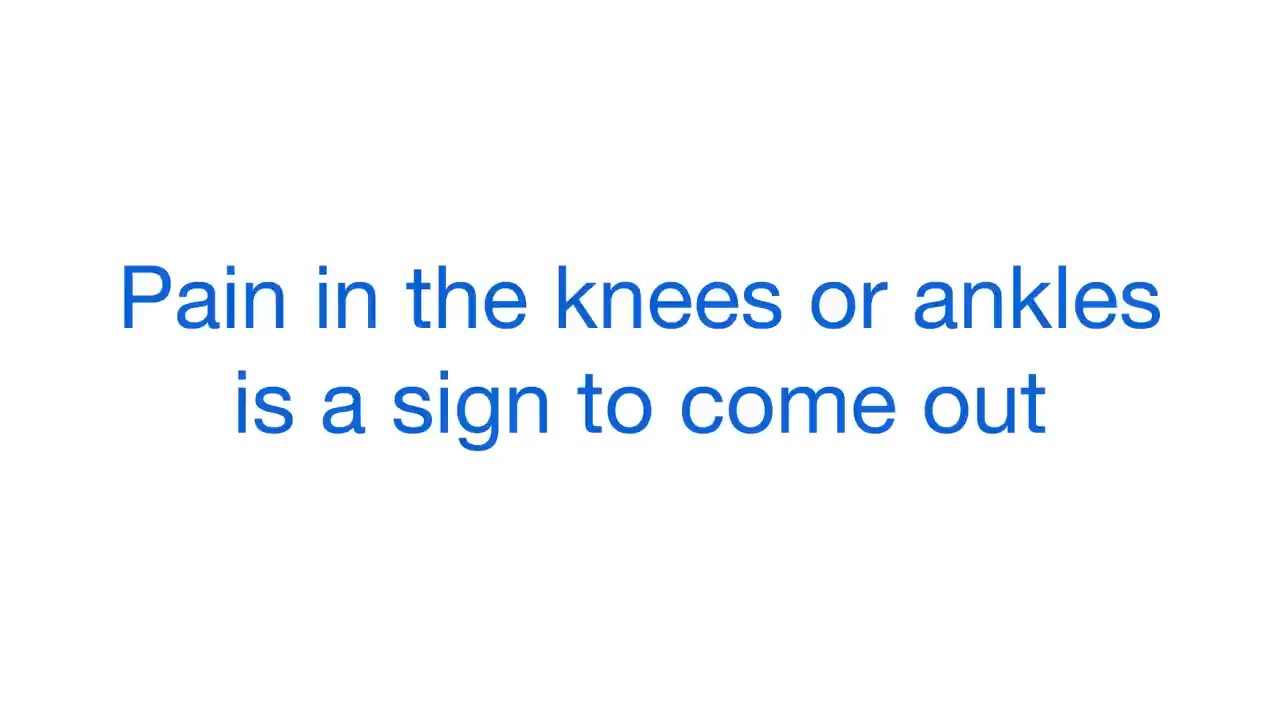 Pain in the knees or ankles
is a sign to come out